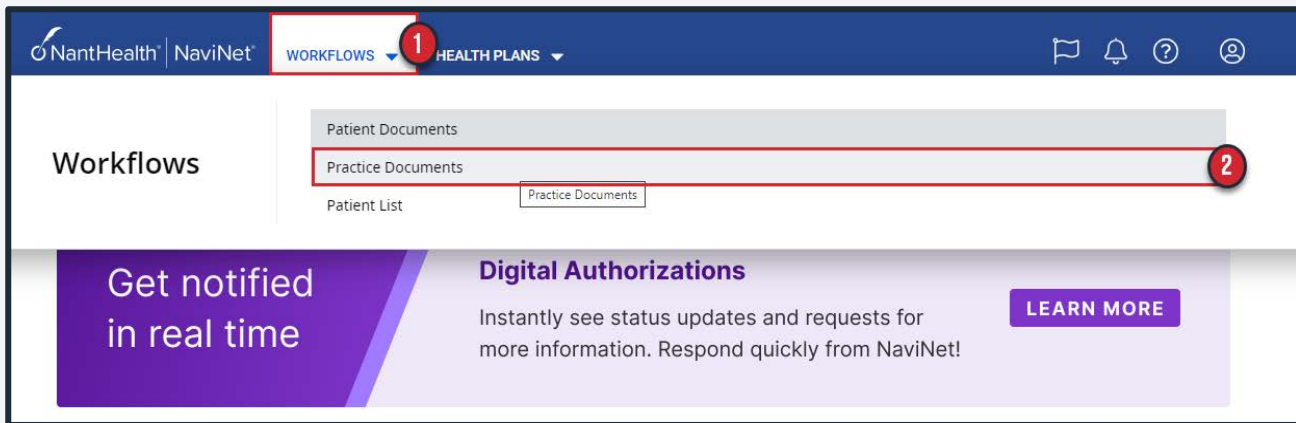 NantHealth® | NaviNet® WORKFLOWS 1 HEALTH PLANS
Workflows
Patient Documents
Practice Documents 2
Practice Documents
Patient List
Get notified
in real time
Digital Authorizations
Instantly see status updates and requests for
more information. Respond quickly from NaviNet!
LEARN MORE